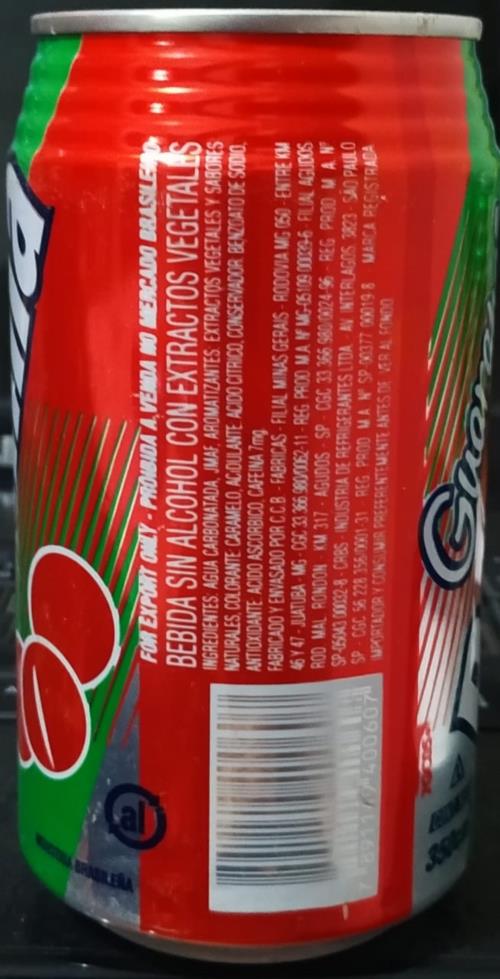 FOR EXPORT ONLY - PROIBIDA A VENDA NO MERCADO BRASILEIRO
BEBIDA SIN ALCOHOL CON EXTRACTOS VEGETALES
INGREDIENTES: AGUA CARBONATADA, JMAF, AROMATIZANTES: EXTRACTOS VEGETALES Y SABORES
NATURALES, COLORANTE: CARAMELO, ACIDULANTE: ACIDO CITRICO, CONSERVADOR: BENZOATO DE SODIO,
ANTIOXIDANTE: ACIDO ASCORBICO, CAFEINA 7mg.
FABRICADO Y ENVASADO POR C.C.B. - FABRICAS - FILIAL MINAS GERAIS - RODOVIA MG 050 - ENTRE KM
46 Y 47 - JUATUBA - MG - CGC 33 366 980/0062-11 - REG PROD M.A. Nº MG-05109 00039-6 FILIAL AGUDOS
ROD MAL RONDON - KM 317 - AGUDOS - SP - CGC 33 366 980/0024-96 - REG PROD M A Nº
SP-05043 00032-8 - CRBS - INDUSTRIA DE REFRIGERANTES LTDA - AV INTERLAGOS 3823 SÃO PAULO
SP - CGC 56 228 356/0001-31 REG PROD M.A Nº SP 00377 00019 8 MARCA REGISTRADA
IMPORTADOR Y CONSUMIR PREFERENTEMENTE ANTES DE: VER AL FONDO
al
INDUSTRIA BRASILEÑA
Guara
350